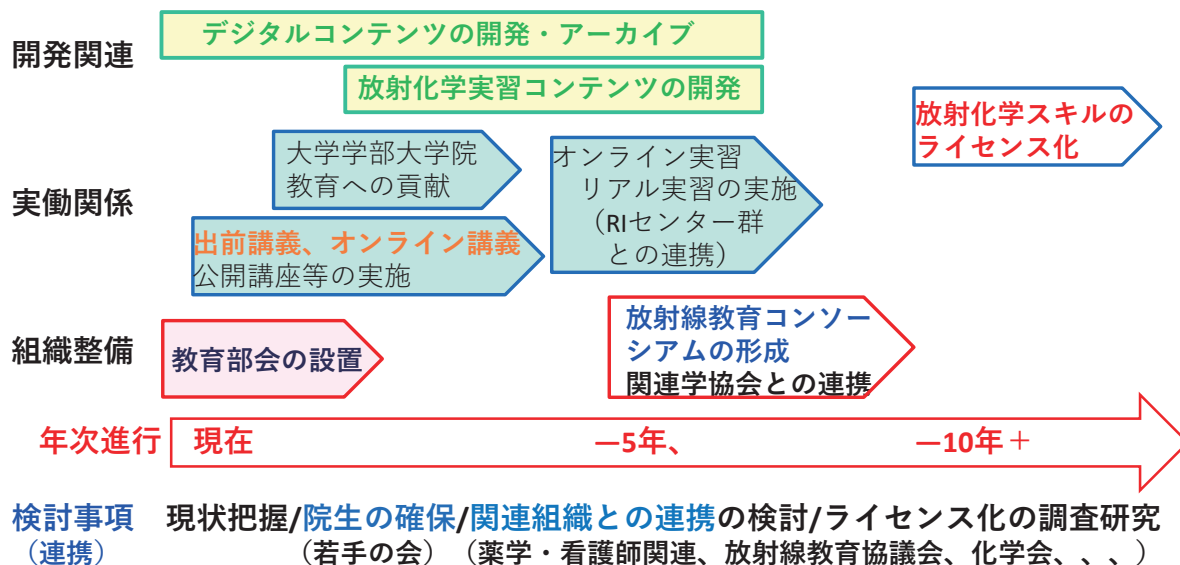 開発関連
デジタルコンテンツの開発・アーカイブ
放射化学実習コンテンツの開発
放射化学スキルの
ライセンス化
実働関係
大学学部大学院
教育への貢献
出前講義、オンライン講義
公開講座等の実施
オンライン実習
リアル実習の実施
（RIセンター群
との連携）
組織整備
教育部会の設置
放射線教育コンソー
シアムの形成
関連学協会との連携
年次進行 現在 —5年、 —10年＋
検討事項 現状把握/院生の確保/関連組織との連携の検討/ライセンス化の調査研究
（連携） （若手の会）（薬学・看護師関連、放射線教育協議会、化学会、、、）